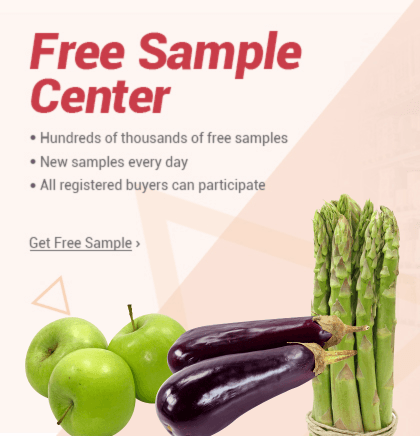 Free Sample
Center
• Hundreds of thousands of free samples
• New samples every day
• All registered buyers can participate
Get Free Sample ›